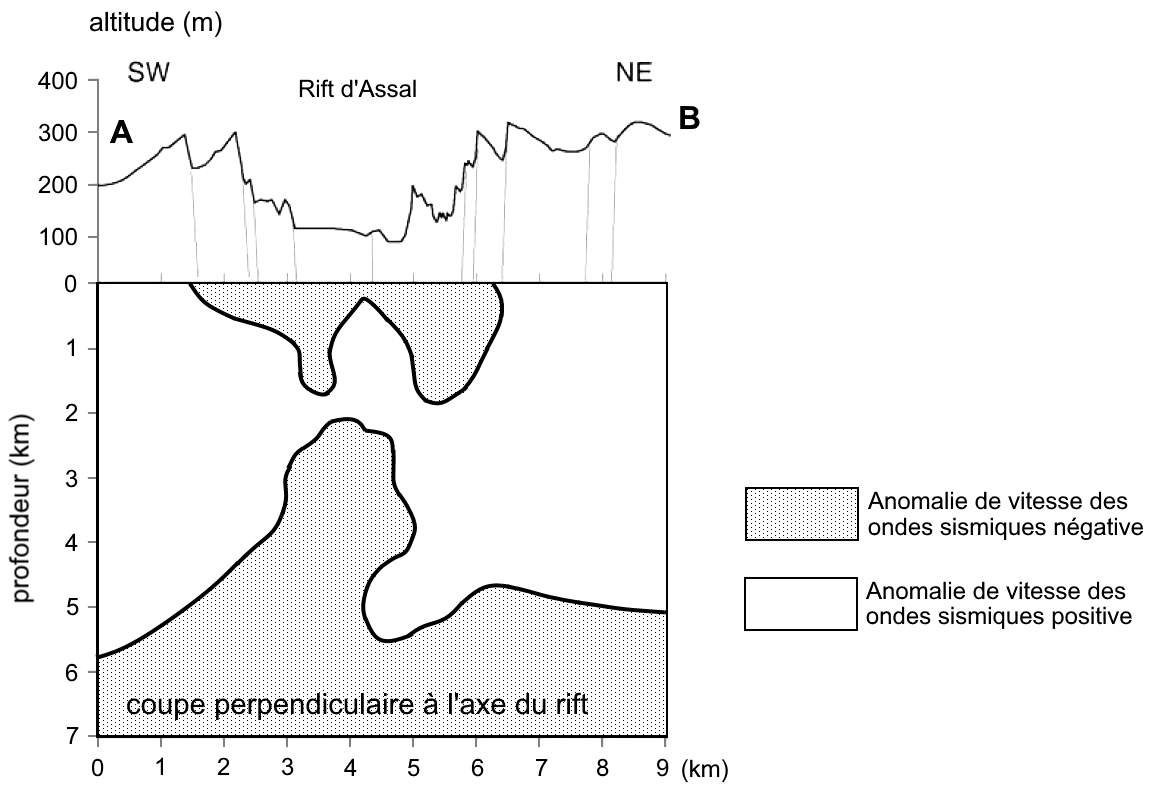 altitude (m)
SW
NE
Rift d'Assal
A
B
400
300
200
100
0
1
2
3
4
5
6
7
profondeur (km)
coupe perpendiculaire à l'axe du rift
0 1 2 3 4 5 6 7 8 9 (km)
Anomalie de vitesse des
ondes sismiques négative
Anomalie de vitesse des
ondes sismiques positive